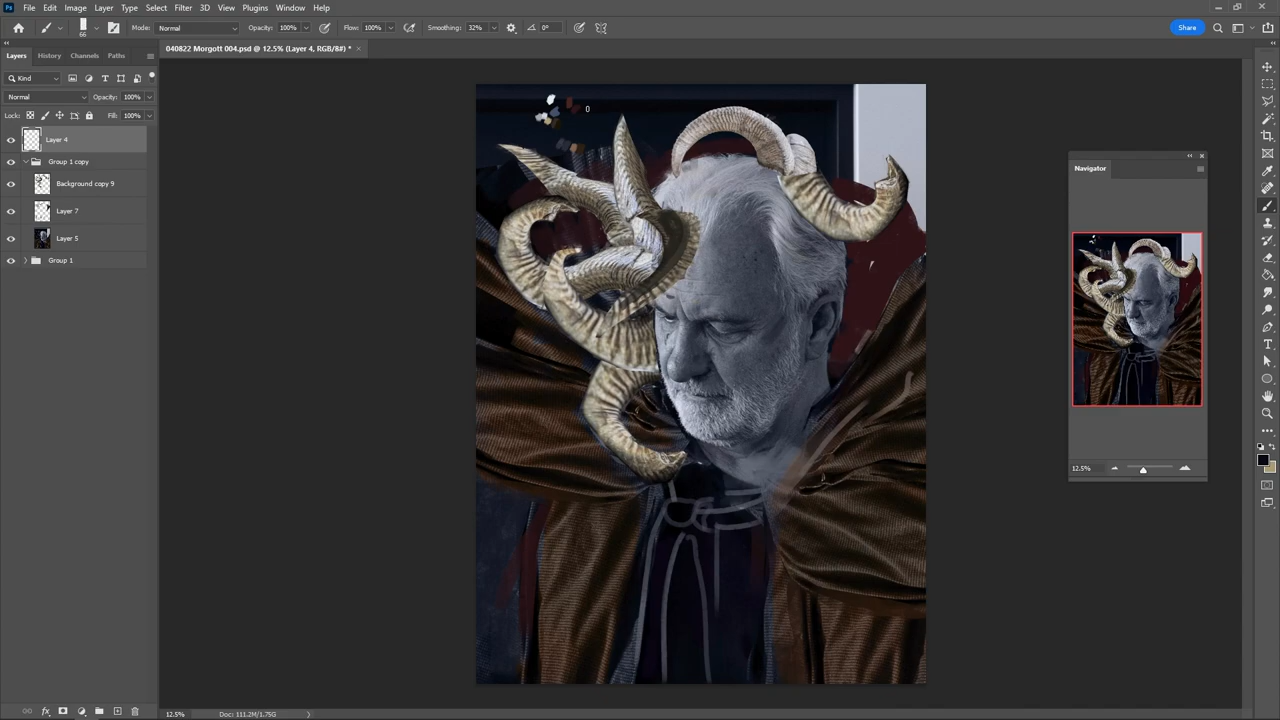 Ps File Edit Image Layer Type Select Filter 3D View Plugins Window Help
66 Mode: Normal Opacity: 100% Flow: 100% Smoothing: 32% 0° Share
Layers History Channels Paths
040822 Morgott 004.psd @ 12.5% (Layer 4, RGB/8#) *
Kind
Normal Opacity: 100%
Lock: Fill: 100%
Layer 4
Group 1 copy
Background copy 9
Layer 7
Layer 5
Group 1
Navigator
12.5%
12.5% Doc: 111.2M/1.75G